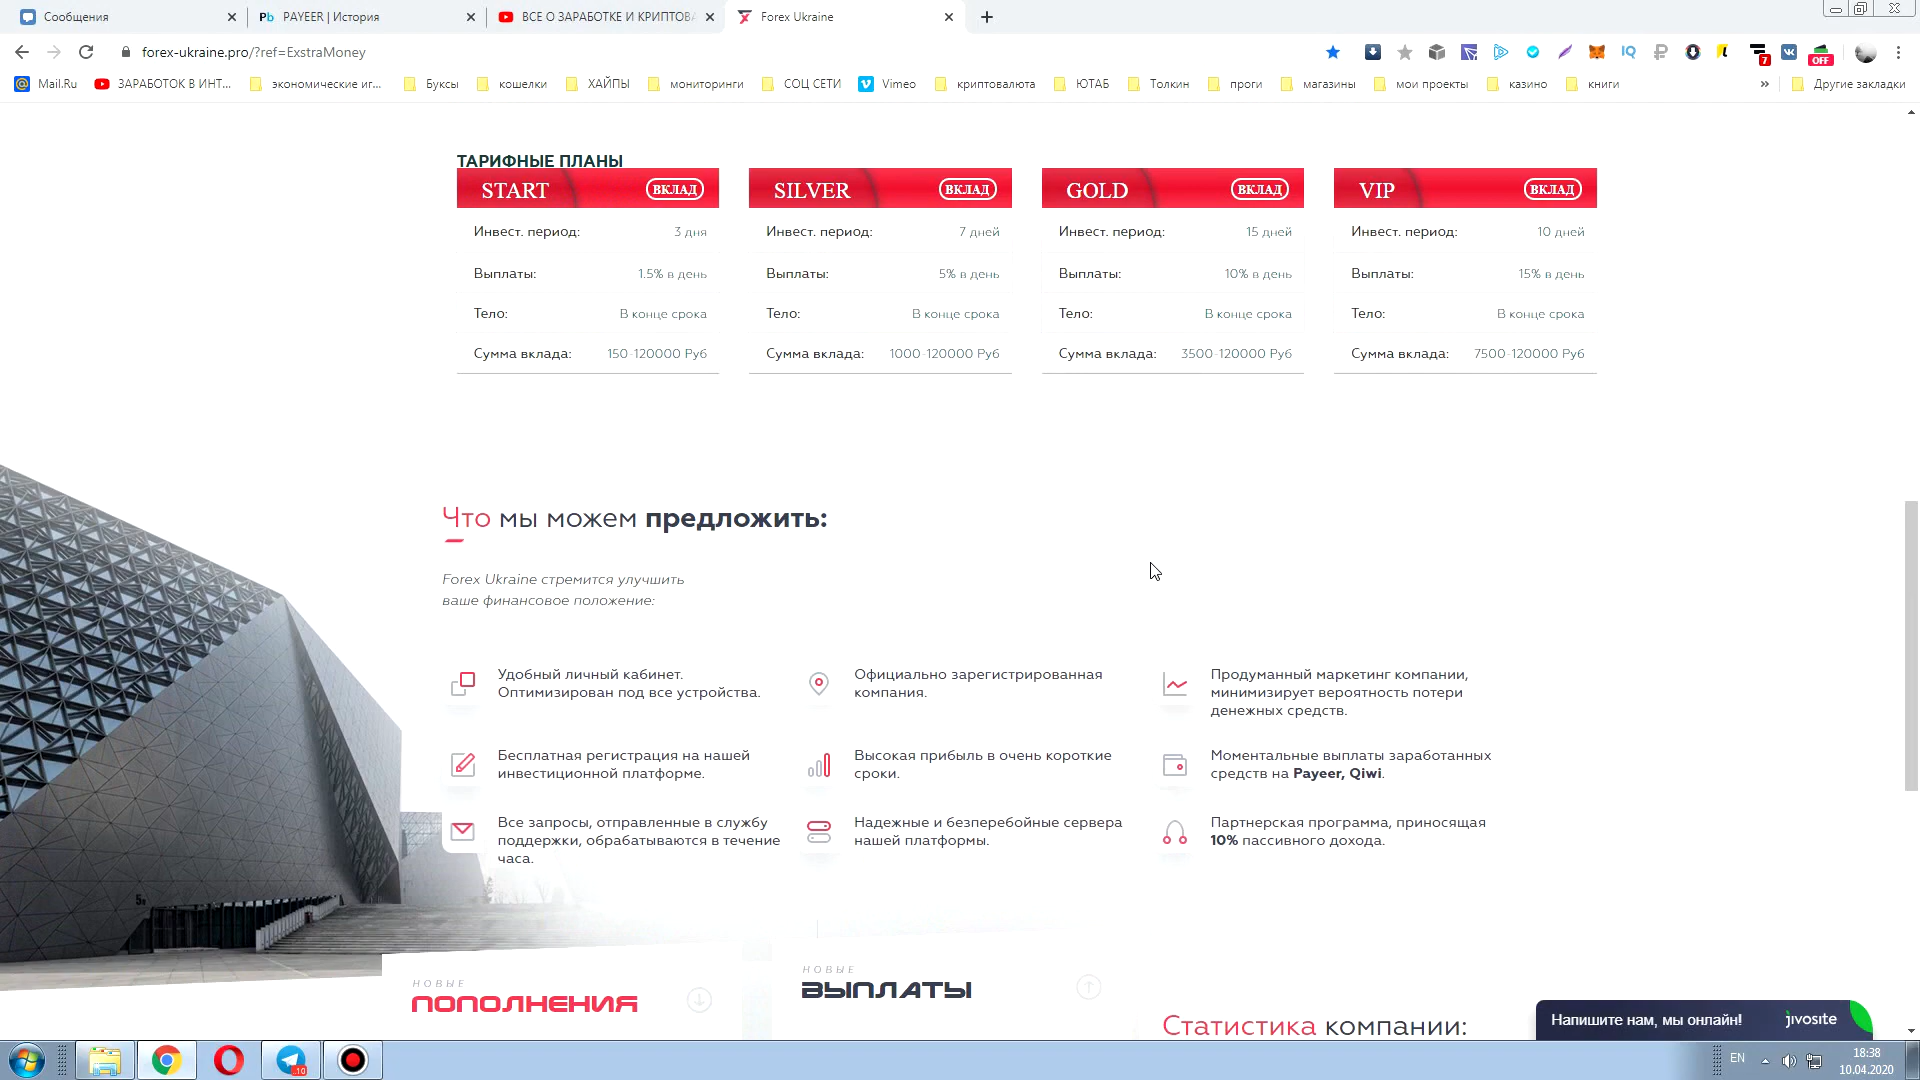 Сообщения
PAYEER | История
ВСЕ О ЗАРАБОТКЕ И КРИПТОВА
Forex Ukraine
forex-ukraine.pro/?ref=ExstraMoney
IQ
7
OFF
Mail.Ru
ЗАРАБОТОК В ИНТ...
экономические иг...
Буксы
кошелки
ХАЙПЫ
мониторинги
СОЦ СЕТИ
Vimeo
криптовалюта
ЮТАБ
Толкин
проги
магазины
мои проекты
казино
книги
Другие закладки
ТАРИФНЫЕ ПЛАНЫ
START ВКЛАД
Инвест. период: 3 дня
Выплаты: 1.5% в день
Тело: В конце срока
Сумма вклада: 150-120000 Руб
SILVER ВКЛАД
Инвест. период: 7 дней
Выплаты: 5% в день
Тело: В конце срока
Сумма вклада: 1000-120000 Руб
GOLD ВКЛАД
Инвест. период: 15 дней
Выплаты: 10% в день
Тело: В конце срока
Сумма вклада: 3500-120000 Руб
VIP ВКЛАД
Инвест. период: 10 дней
Выплаты: 15% в день
Тело: В конце срока
Сумма вклада: 7500-120000 Руб
Что мы можем предложить:
Forex Ukraine стремится улучшить
ваше финансовое положение:
Удобный личный кабинет.
Оптимизирован под все устройства.
Официально зарегистрированная
компания.
Продуманный маркетинг компании,
минимизирует вероятность потери
денежных средств.
Бесплатная регистрация на нашей
инвестиционной платформе.
Высокая прибыль в очень короткие
сроки.
Моментальные выплаты заработанных
средств на Payeer, Qiwi.
Все запросы, отправленные в службу
поддержки, обрабатываются в течение
часа.
Надежные и безперебойные сервера
нашей платформы.
Партнерская программа, приносящая
10% пассивного дохода.
НОВЫЕ
ПОПОЛНЕНИЯ
НОВЫЕ
ВЫПЛАТЫ
Статистика компании:
Напишите нам, мы онлайн!
jivosite
EN
18:38
10.04.2020